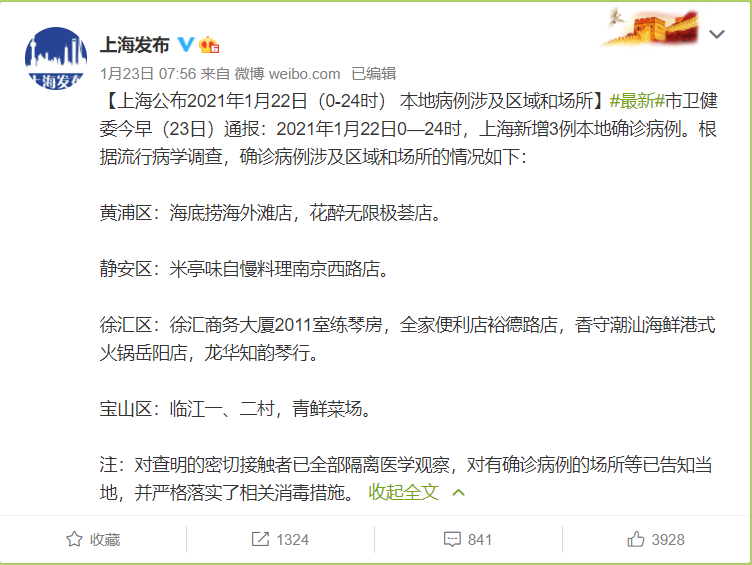 上海发布
上海发布
1月23日 07:56 来自 微博 weibo.com 已编辑
【上海公布2021年1月22日（0-24时） 本地病例涉及区域和场所】#最新#市卫健
委今早（23日）通报：2021年1月22日0—24时，上海新增3例本地确诊病例。根
据流行病学调查，确诊病例涉及区域和场所的情况如下：
黄浦区：海底捞海外滩店，花醉无限极荟店。
静安区：米亭味自慢料理南京西路店。
徐汇区：徐汇商务大厦2011室练琴房，全家便利店裕德路店，香守潮汕海鲜港式
火锅岳阳店，龙华知韵琴行。
宝山区：临江一、二村，青鲜菜场。
注：对查明的密切接触者已全部隔离医学观察，对有确诊病例的场所等已告知当
地，并严格落实了相关消毒措施。 收起全文
收藏
1324
841
3928